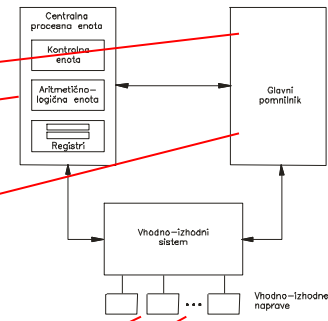 Centralna
procesna enota
Kontrolna
enota
Aritmetično-
logična enota
Registri
Glavni
pomnilnik
Vhodno-izhodni
sistem
Vhodno-izhodne
naprave